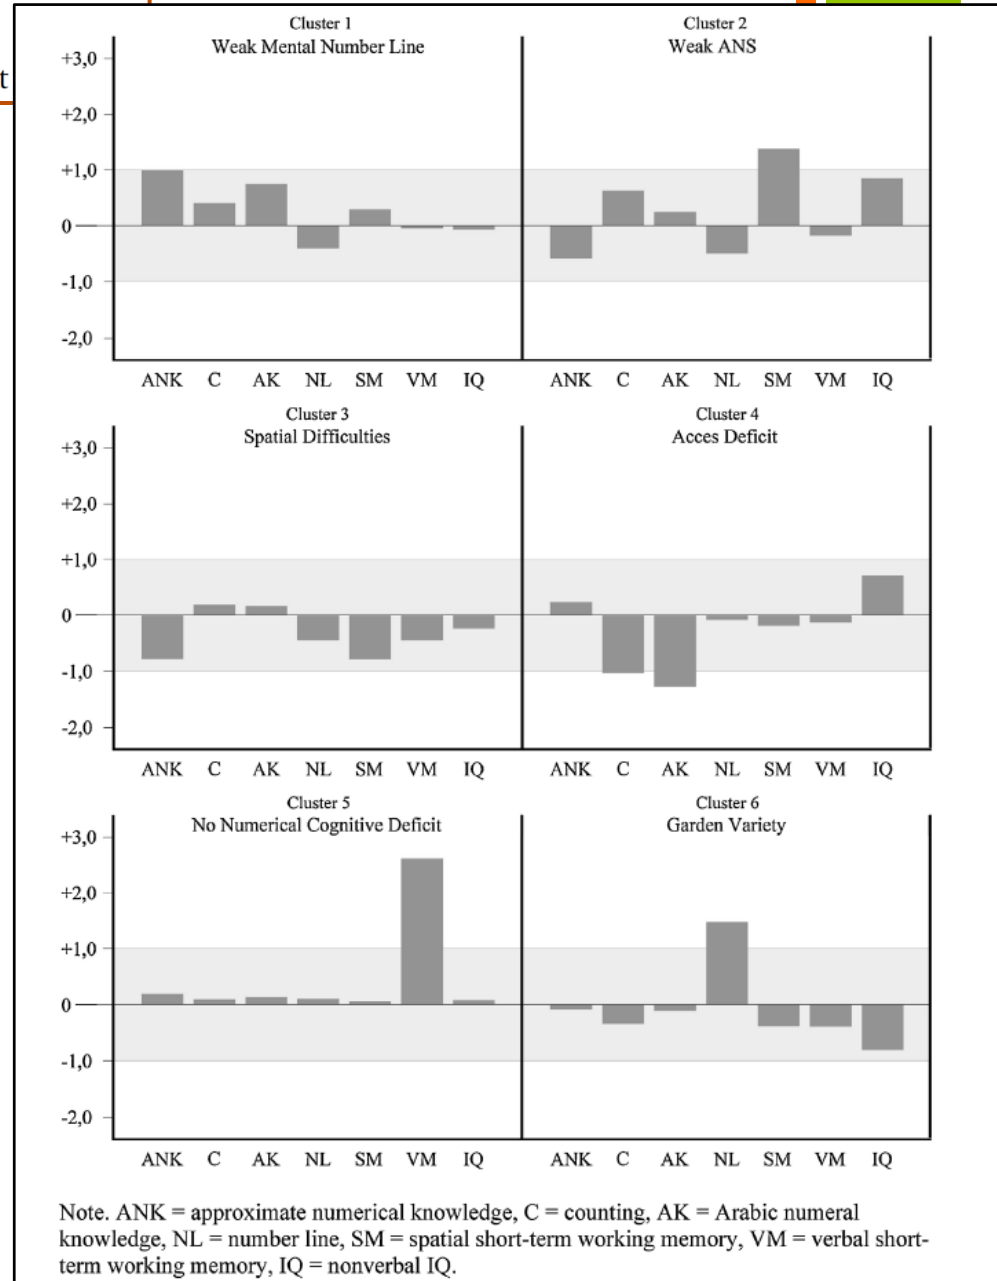 t
Cluster 1
Weak Mental Number Line
Cluster 2
Weak ANS
+3,0
+2,0
+1,0
0
-1,0
-2,0
ANK C AK NL SM VM IQ
ANK C AK NL SM VM IQ
Cluster 3
Spatial Difficulties
Cluster 4
Acces Deficit
+3,0
+2,0
+1,0
0
-1,0
-2,0
ANK C AK NL SM VM IQ
ANK C AK NL SM VM IQ
Cluster 5
No Numerical Cognitive Deficit
Cluster 6
Garden Variety
+3,0
+2,0
+1,0
0
-1,0
-2,0
ANK C AK NL SM VM IQ
ANK C AK NL SM VM IQ
Note. ANK = approximate numerical knowledge, C = counting, AK = Arabic numeral
knowledge, NL = number line, SM = spatial short-term working memory, VM = verbal short-
term working memory, IQ = nonverbal IQ.